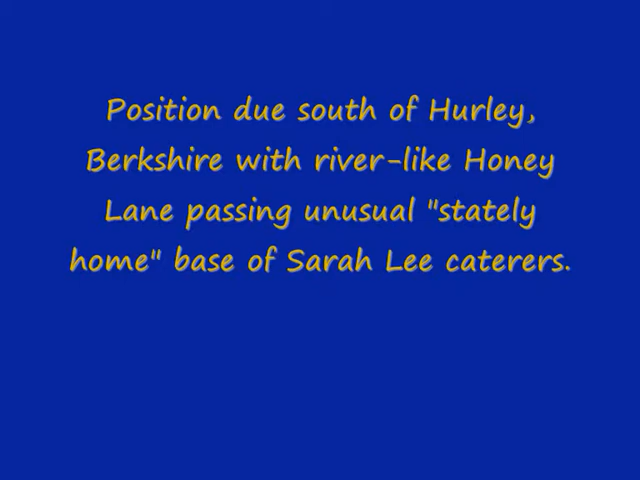 Position due south of Hurley,
Berkshire with river-like Honey
Lane passing unusual "stately
home" base of Sarah Lee caterers.